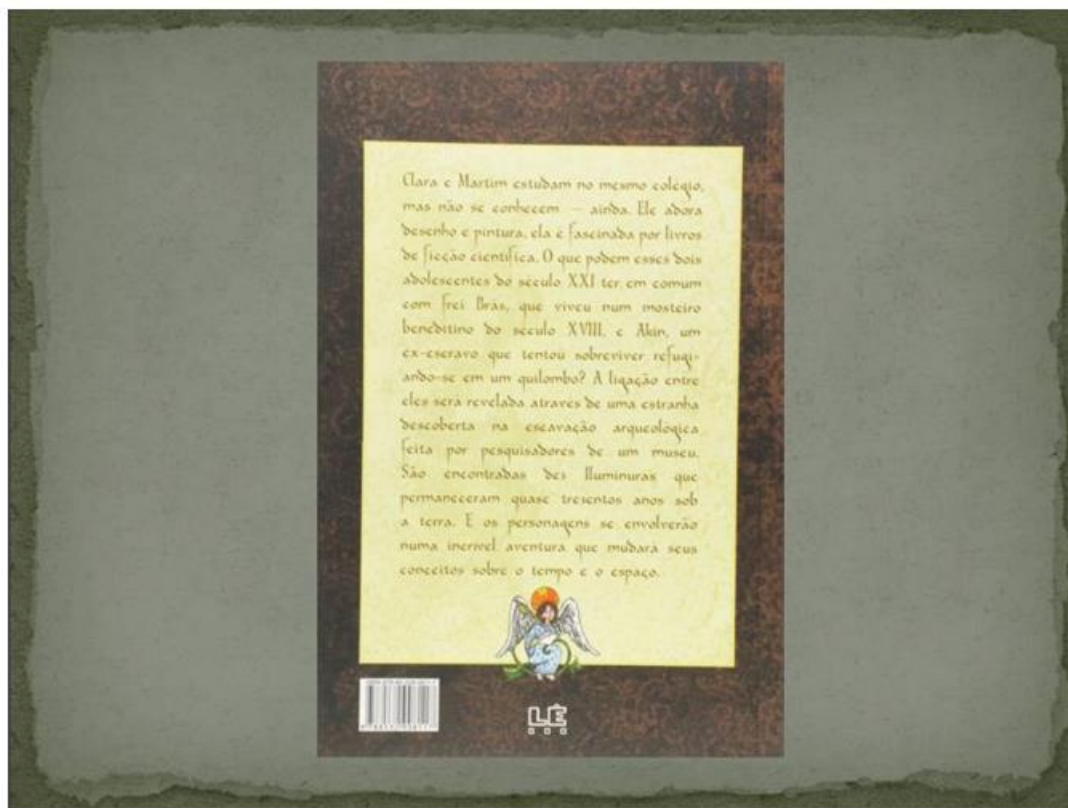 Clara e Martim estudam no mesmo colégio,
mas não se conhecem — ainda. Ele adora
desenho e pintura, ela é fascinada por livros
de ficção científica. O que podem esses dois
adolescentes do século XXI ter em comum
com frei Brás, que viveu num mosteiro
beneditino do século XVIII, e Akin, um
ex-escravo que tentou sobreviver refugi-
ando-se em um quilombo? A ligação entre
eles será revelada através de uma estranha
descoberta na escavação arqueológica
feita por pesquisadores de um museu.
São encontradas dez Iluminuras que
permaneceram quase trezentos anos sob
a terra. E os personagens se envolverão
numa incrível aventura que mudará seus
conceitos sobre o tempo e o espaço.
LÊ